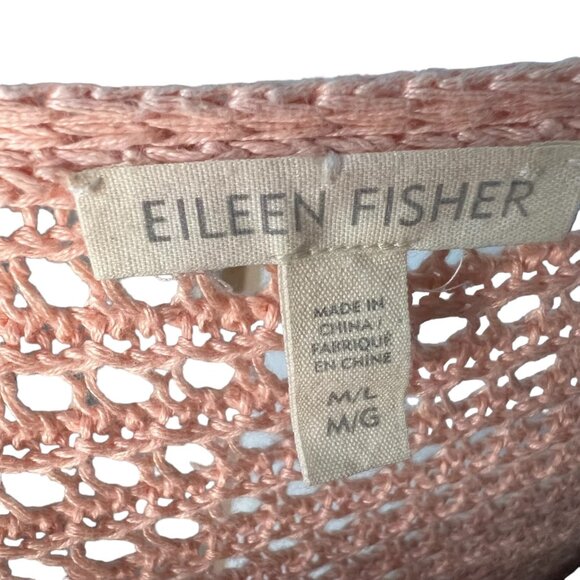 EILEEN FISHER
MADE IN
CHINA /
FABRIQUÉ
EN CHINE
M/L
M/G